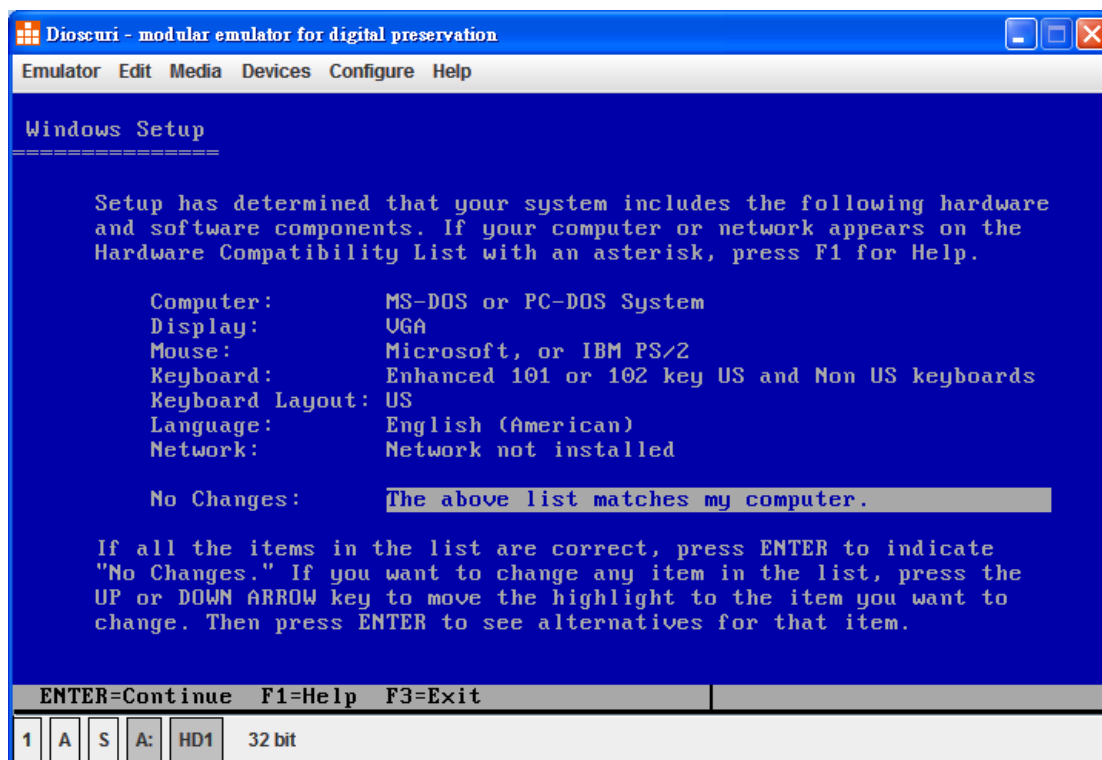 Dioscuri - modular emulator for digital preservation
Emulator Edit Media Devices Configure Help
Windows Setup
===============
Setup has determined that your system includes the following hardware
and software components. If your computer or network appears on the
Hardware Compatibility List with an asterisk, press F1 for Help.
Computer: MS-DOS or PC-DOS System
Display: VGA
Mouse: Microsoft, or IBM PS/2
Keyboard: Enhanced 101 or 102 key US and Non US keyboards
Keyboard Layout: US
Language: English (American)
Network: Network not installed
No Changes: The above list matches my computer.
If all the items in the list are correct, press ENTER to indicate
"No Changes." If you want to change any item in the list, press the
UP or DOWN ARROW key to move the highlight to the item you want to
change. Then press ENTER to see alternatives for that item.
ENTER=Continue F1=Help F3=Exit
1 A S A: HD1 32 bit